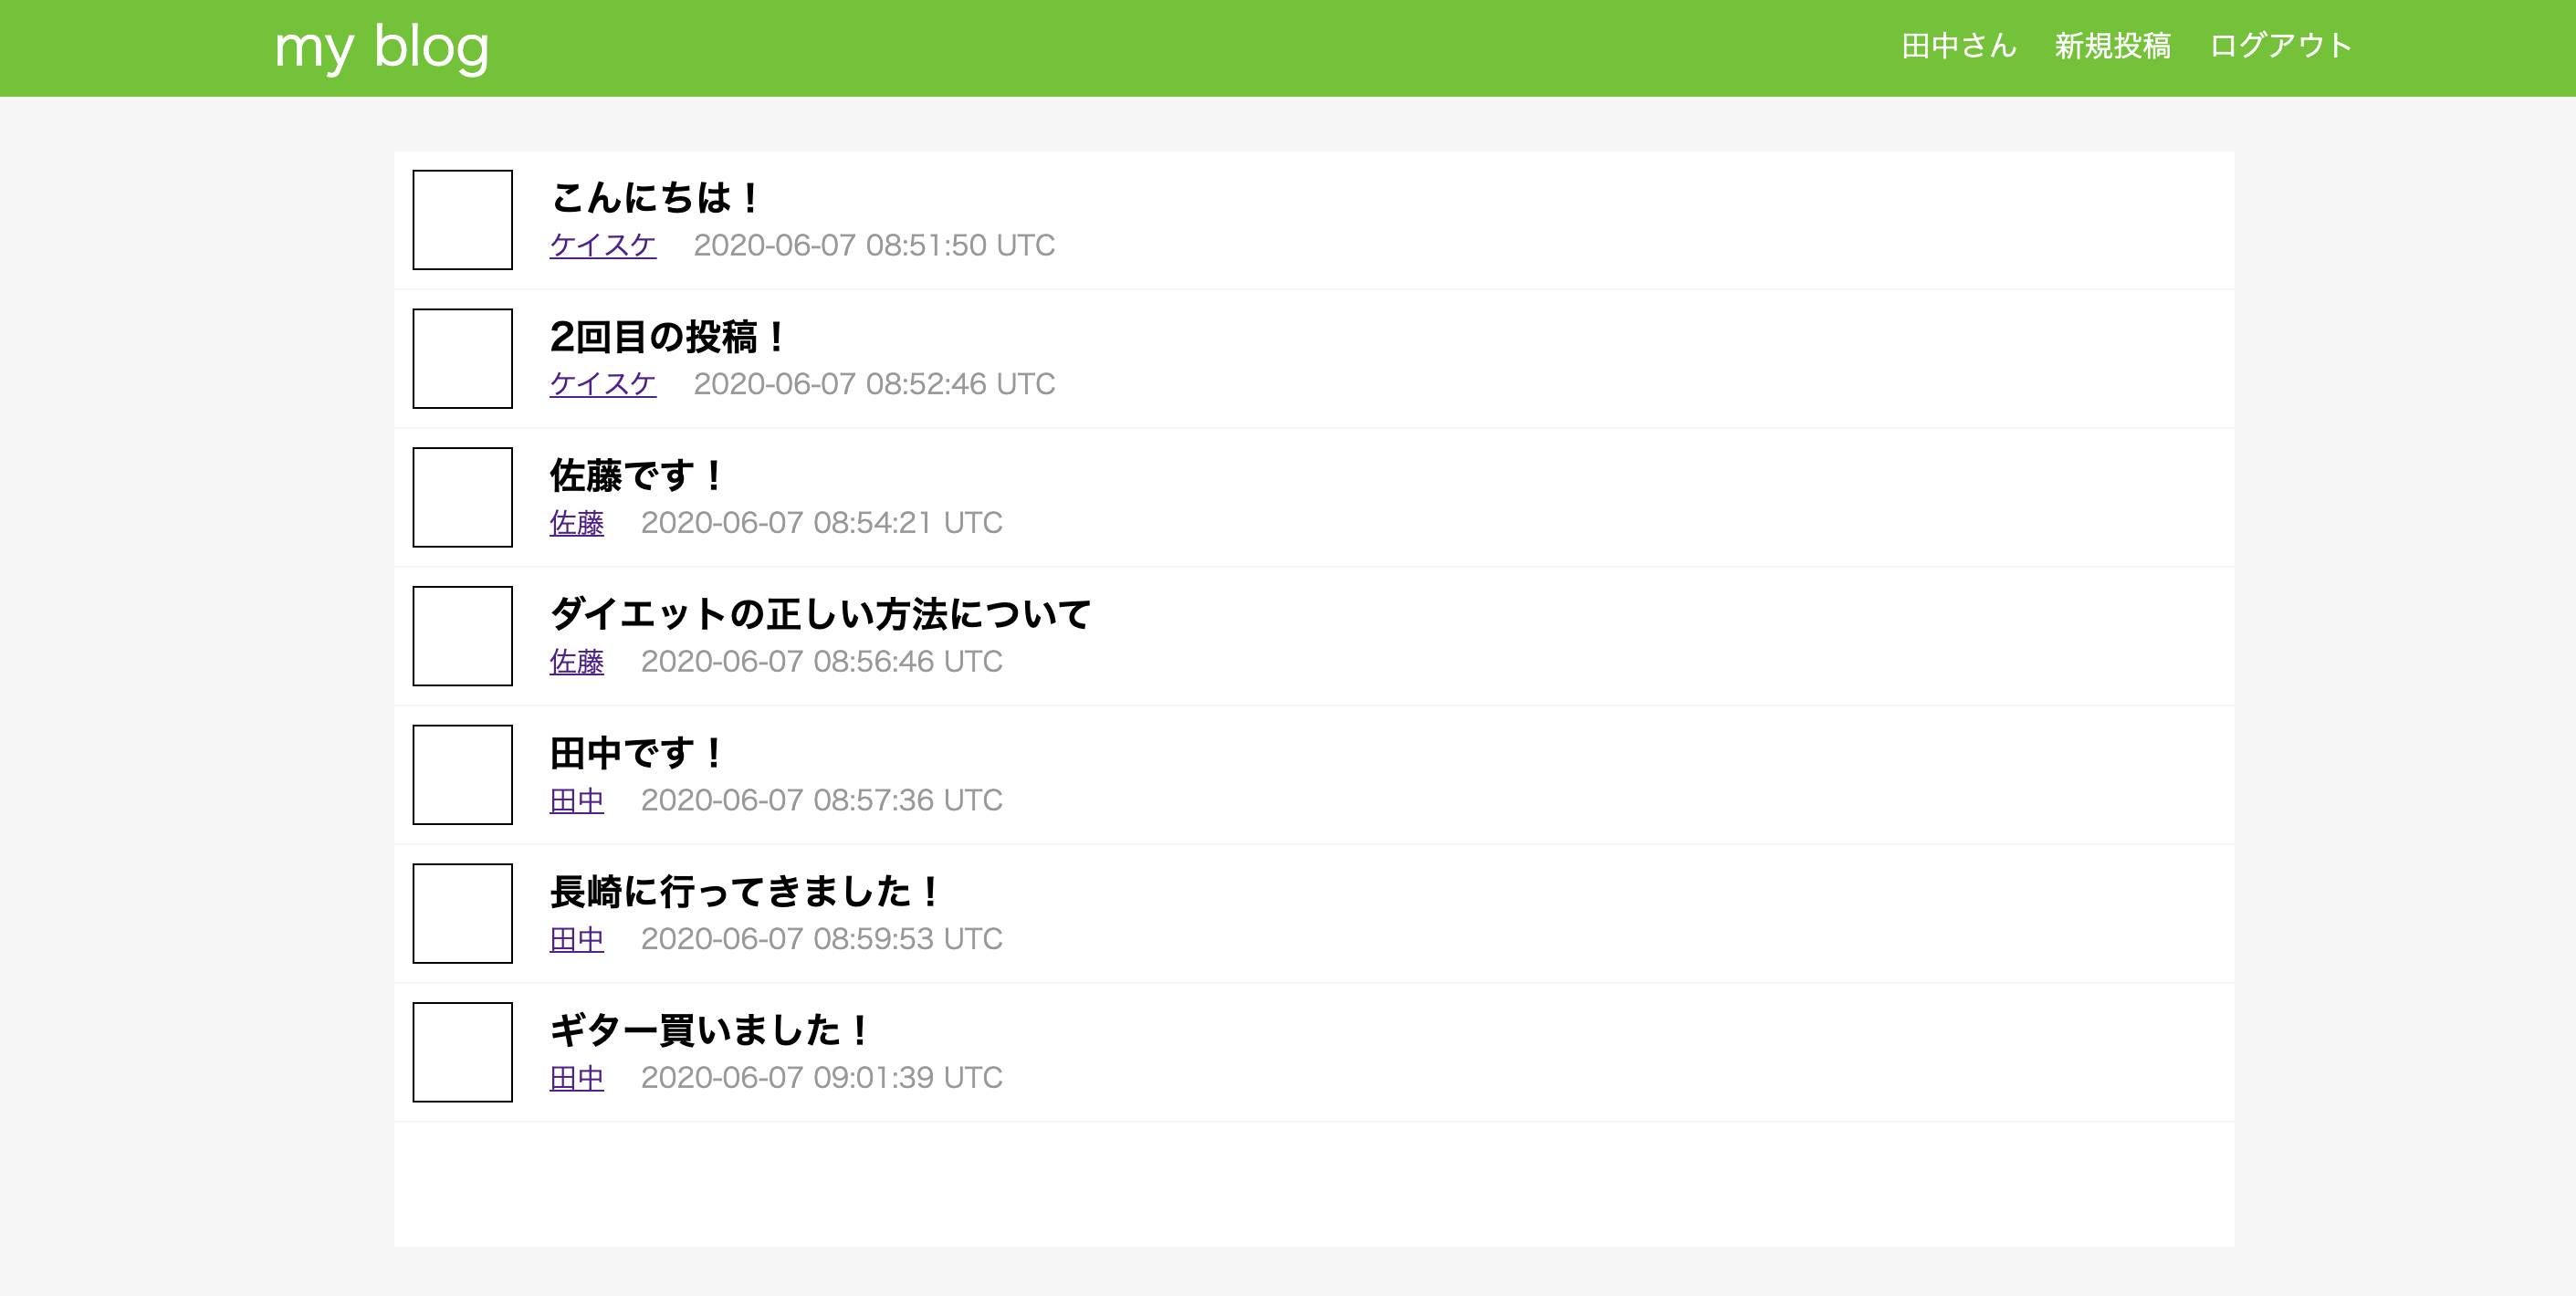 my blog
田中さん 新規投稿 ログアウト
こんにちは！
ケイスケ 2020-06-07 08:51:50 UTC
2回目の投稿！
ケイスケ 2020-06-07 08:52:46 UTC
佐藤です！
佐藤 2020-06-07 08:54:21 UTC
ダイエットの正しい方法について
佐藤 2020-06-07 08:56:46 UTC
田中です！
田中 2020-06-07 08:57:36 UTC
長崎に行ってきました！
田中 2020-06-07 08:59:53 UTC
ギター買いました！
田中 2020-06-07 09:01:39 UTC